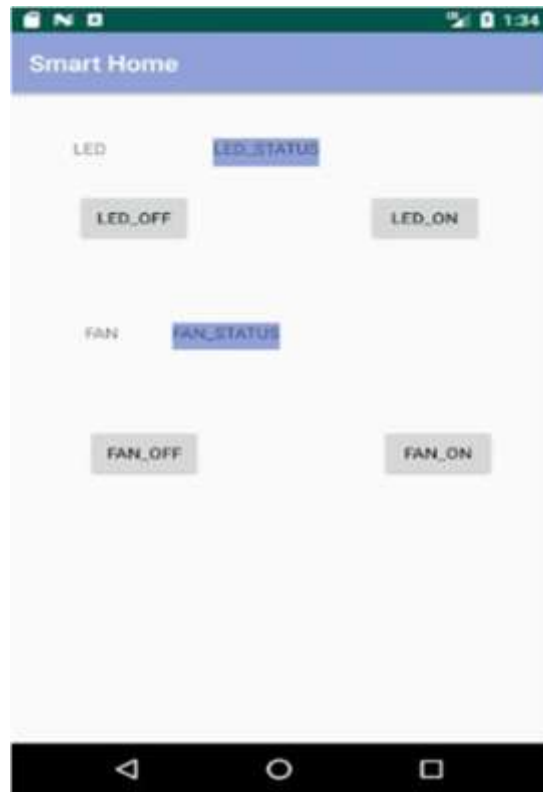 1:34
Smart Home
LED LED_STATUS
LED_OFF LED_ON
FAN FAN_STATUS
FAN_OFF FAN_ON